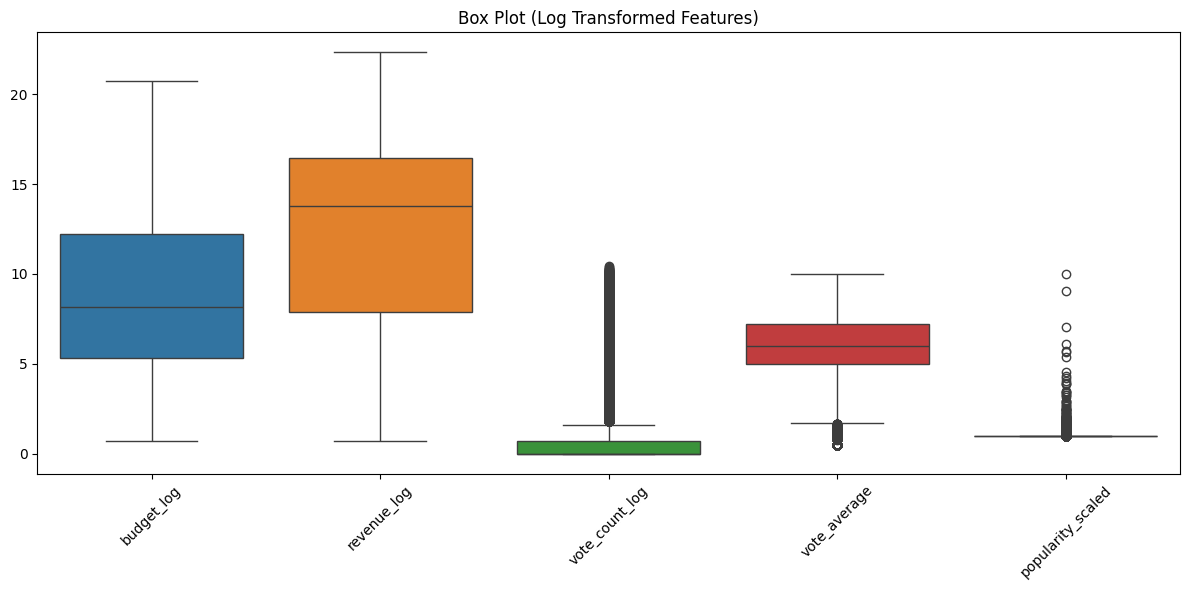 Box Plot (Log Transformed Features)
20
15
10
5
0
budget_log
revenue_log
vote_count_log
vote_average
popularity_scaled